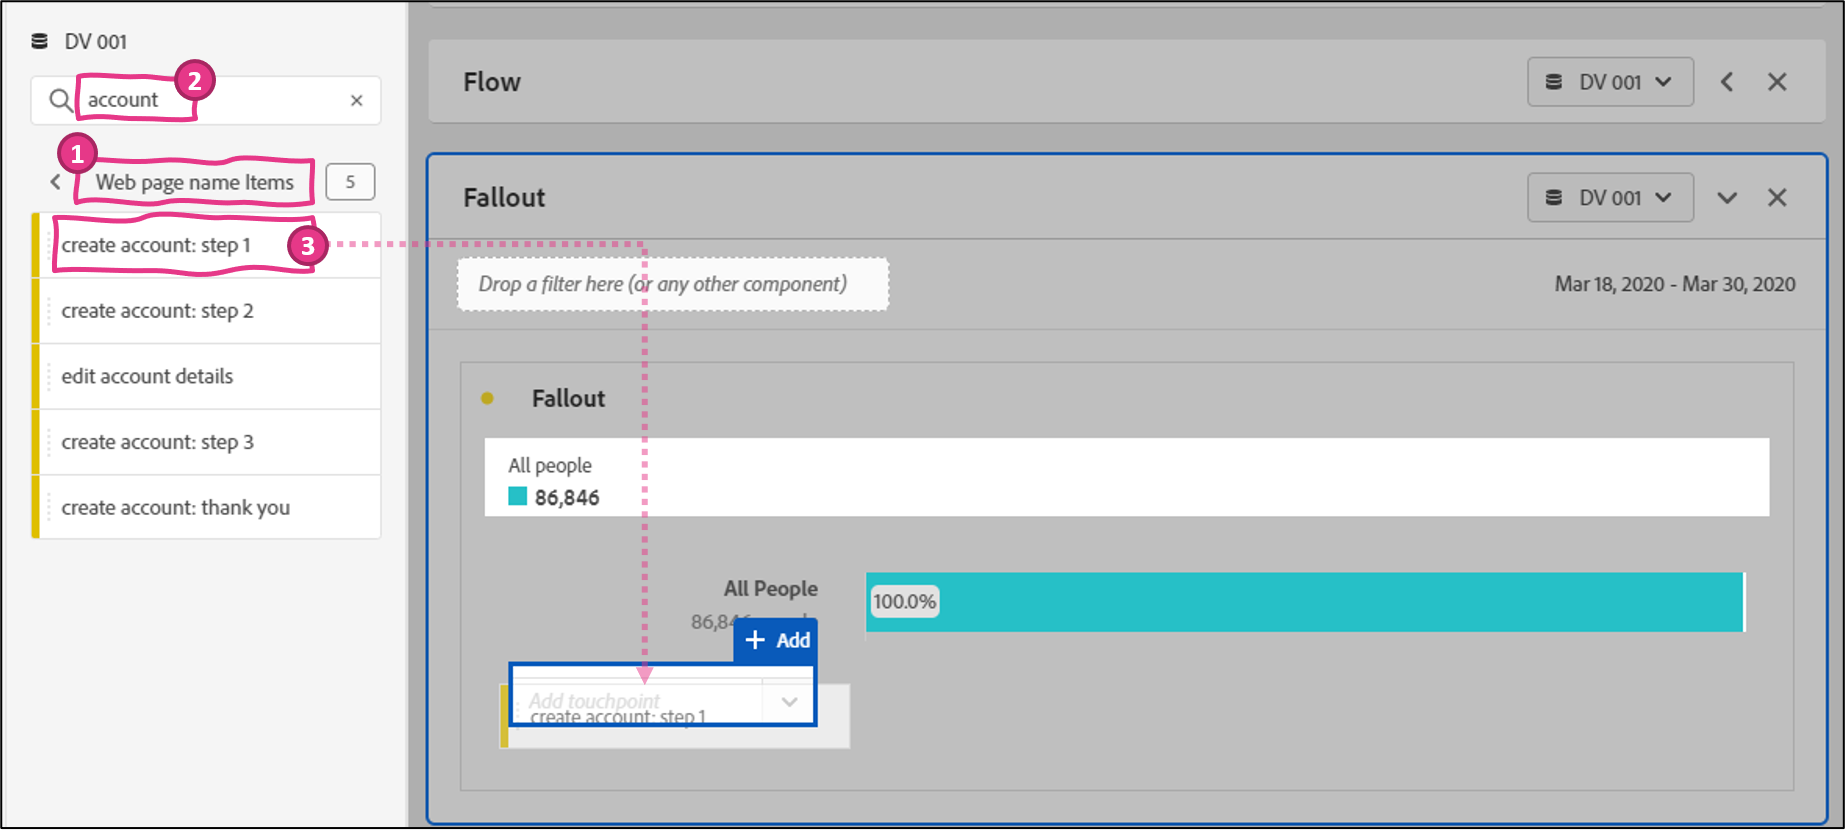 DV 001
2
account
1
Web page name Items
5
create account: step 1
3
create account: step 2
edit account details
create account: step 3
create account: thank you
Flow
DV 001
Fallout
DV 001
Drop a filter here (or any other component)
Mar 18, 2020 - Mar 30, 2020
Fallout
All people
86,846
All People
100.0%
+ Add
Add touchpoint
create account: step 1